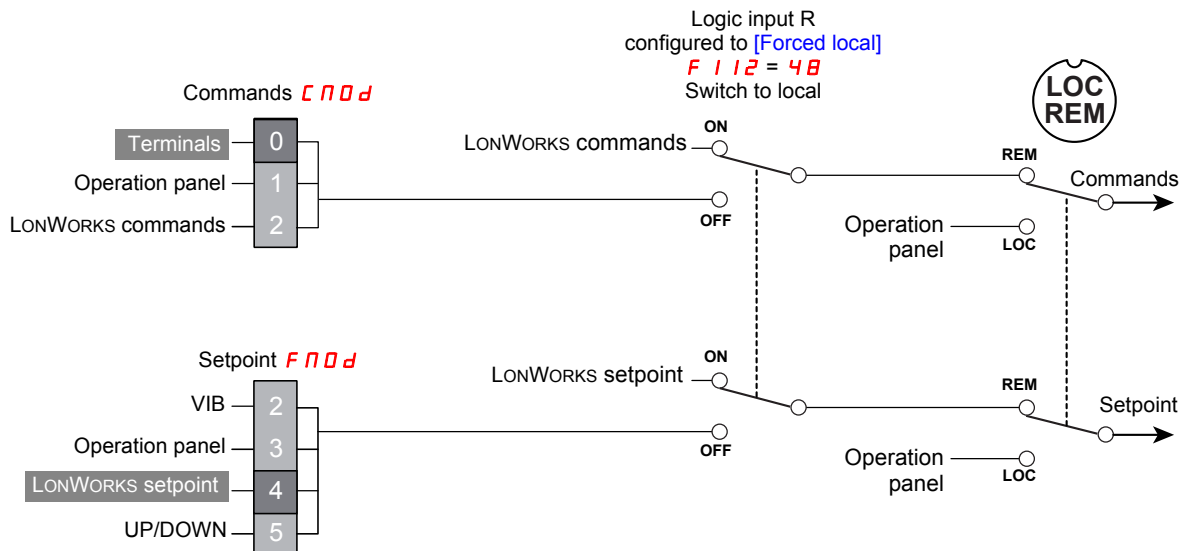 Logic input R
configured to [Forced local]
F 112 = 48
Switch to local
LOC
REM
Commands CMOd
Terminals 0
Operation panel 1
LONWORKS commands 2
LONWORKS commands
ON
OFF
REM
Commands
Operation
panel
LOC
Setpoint FMOd
VIB 2
Operation panel 3
LONWORKS setpoint 4
UP/DOWN 5
LONWORKS setpoint
ON
OFF
REM
Setpoint
Operation
panel
LOC